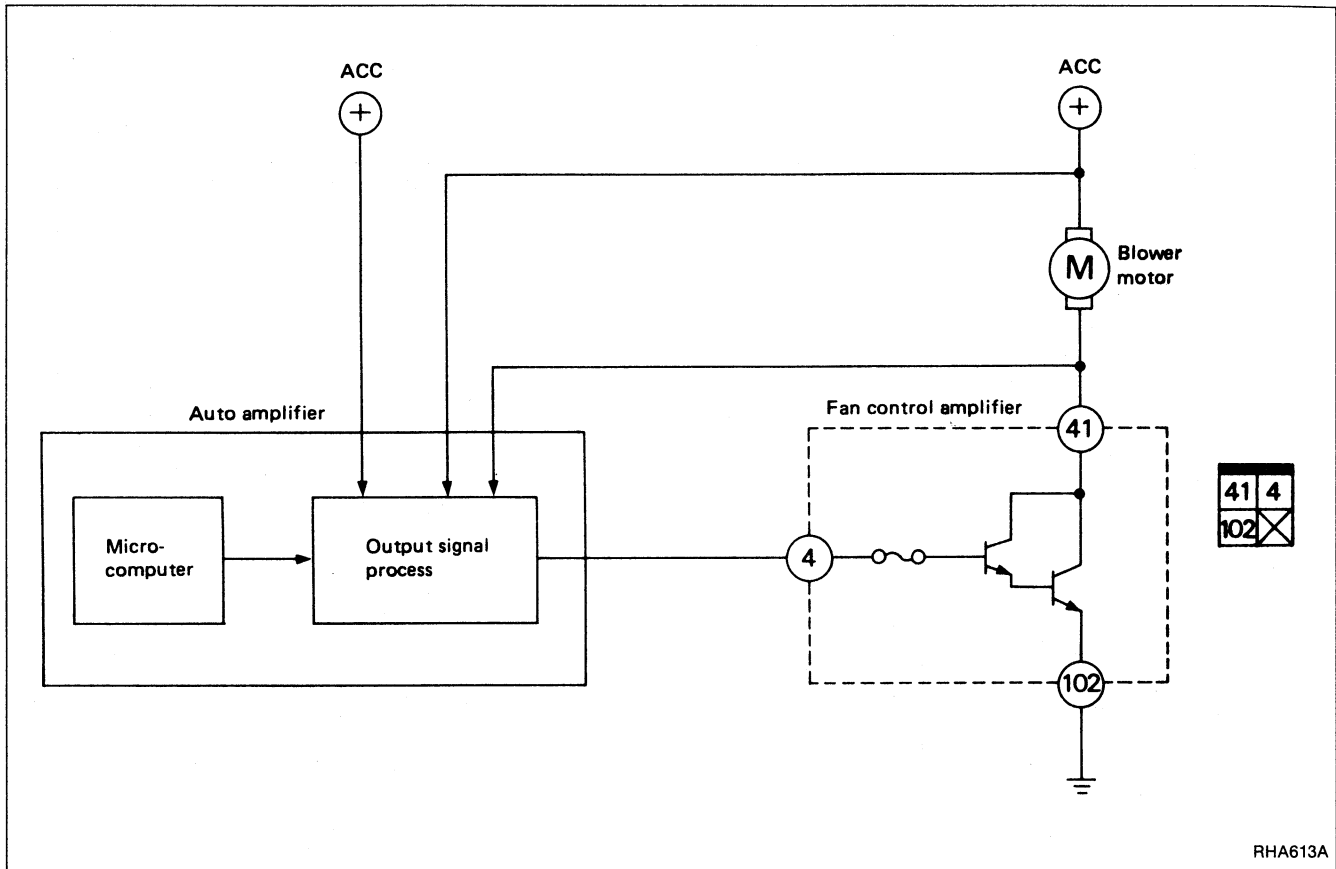 ACC
+
ACC
+
M
Blower
motor
Auto amplifier
Fan control amplifier
41
41 4
102
Micro-
computer
Output signal
process
4
102
RHA613A